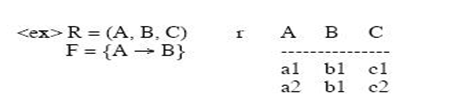 <ex> R = (A, B, C) r A B C
F = {A → B} ----------------
a1 b1 c1
a2 b1 c2